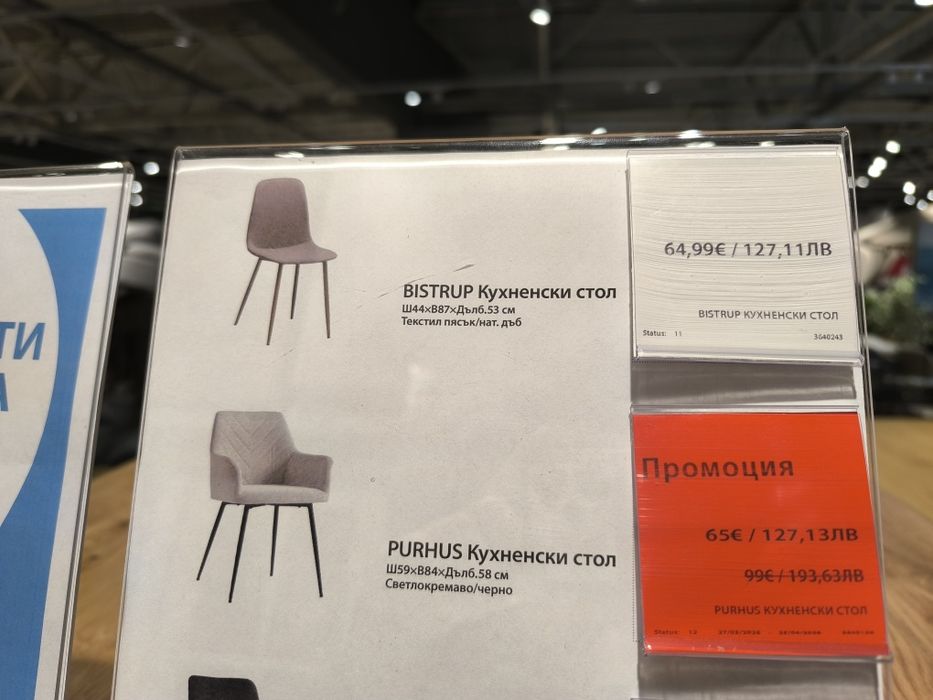 ТИ
А
BISTRUP Кухненски стол
Ш44×В87×Дълб.53 см
Текстил пясък/нат. дъб
64,99€ / 127,11ЛВ
BISTRUP КУХНЕНСКИ СТОЛ
Status: 11 3640243
PURHUS Кухненски стол
Ш59×В84×Дълб.58 см
Светлокремаво/черно
Промоция
65€ / 127,13ЛВ
99€ / 193,63ЛВ
PURHUS КУХНЕНСКИ СТОЛ
Status: 12